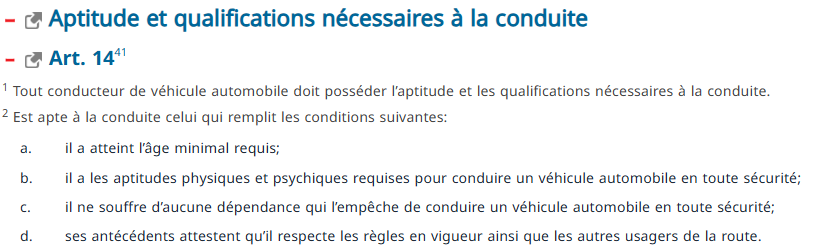 Aptitude et qualifications nécessaires à la conduite
Art. 14⁴¹
¹ Tout conducteur de véhicule automobile doit posséder l’aptitude et les qualifications nécessaires à la conduite.
² Est apte à la conduite celui qui remplit les conditions suivantes:
a. il a atteint l’âge minimal requis;
b. il a les aptitudes physiques et psychiques requises pour conduire un véhicule automobile en toute sécurité;
c. il ne souffre d’aucune dépendance qui l’empêche de conduire un véhicule automobile en toute sécurité;
d. ses antécédents attestent qu’il respecte les règles en vigueur ainsi que les autres usagers de la route.